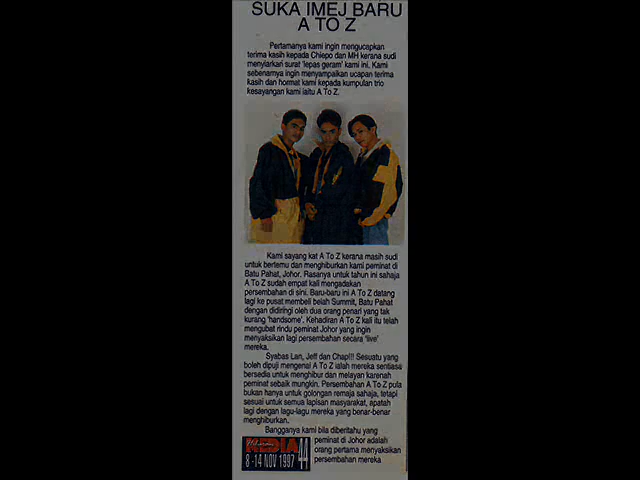 SUKA IMEJ BARU
A TO Z
Pertamanya kami ingin mengucapkan
terima kasih kepada Chiepo dan MH kerana sudi
menyiarkan surat 'lepas geram' kami ini. Kami
sebenarnya ingin menyampaikan ucapan terima
kasih dan hormat kami kepada kumpulan trio
kesayangan kami iaitu A To Z.
Kami sayang kat A To Z kerana masih sudi
untuk bertemu dan menghiburkan kami peminat di
Batu Pahat, Johor. Rasanya untuk tahun ini sahaja
A To Z sudah empat kali mengadakan
persembahan di sini. Baru-baru ini A To Z datang
lagi ke pusat membeli belah Summit, Batu Pahat
dengan didiringi oleh dua orang penari yang tak
kurang 'handsome'. Kehadiran A To Z kali itu telah
mengubat rindu peminat Johor yang ingin
menyaksikan lagi persembahan secara 'live'
mereka.
Syabas Lan, Jeff dan Chap!!! Sesuatu yang
boleh dipuji mengenai A To Z ialah mereka sentiasa
bersedia untuk menghibur dan melayan karenah
peminat sebaik mungkin. Persembahan A To Z pula
bukan hanya untuk golongan remaja sahaja, tetapi
sesuai untuk semua lapisan masyarakat, apatah
lagi dengan lagu-lagu mereka yang benar-benar
menghiburkan.
Bangganya kami bila diberitahu yang
peminat di Johor adalah
orang pertama menyaksikan
persembahan mereka
MEDIA
8 - 14 NOV 1997
44